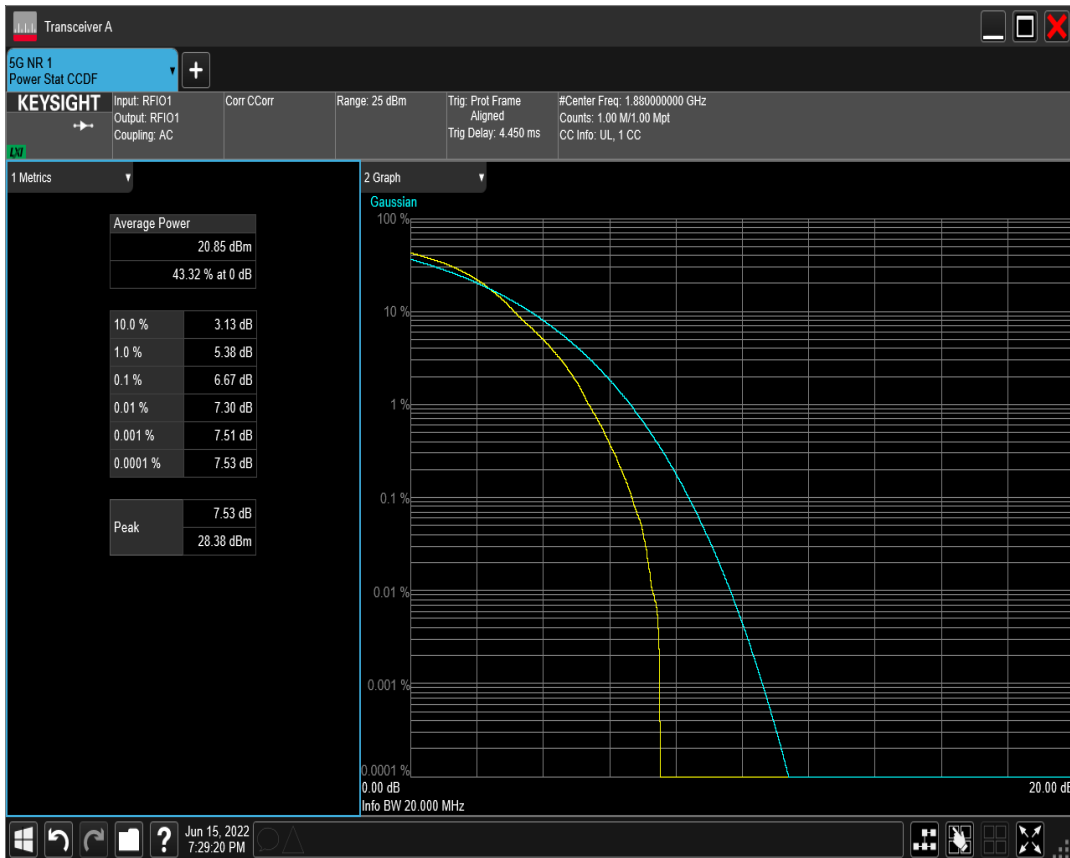 Transceiver A
5G NR 1
Power Stat CCDF
+
KEYSIGHT
LXI
Input: RFIO1
Output: RFIO1
Coupling: AC
Corr CCorr
Range: 25 dBm
Trig: Prot Frame
Aligned
Trig Delay: 4.450 ms
#Center Freq: 1.880000000 GHz
Counts: 1.00 M/1.00 Mpt
CC Info: UL, 1 CC
1 Metrics
Average Power
20.85 dBm
43.32 % at 0 dB
10.0 % 3.13 dB
1.0 % 5.38 dB
0.1 % 6.67 dB
0.01 % 7.30 dB
0.001 % 7.51 dB
0.0001 % 7.53 dB
Peak 7.53 dB
28.38 dBm
2 Graph
Gaussian
100 %
10 %
1 %
0.1 %
0.01 %
0.001 %
0.0001 %
0.00 dB 20.00 dB
Info BW 20.000 MHz
?
Jun 15, 2022
7:29:20 PM